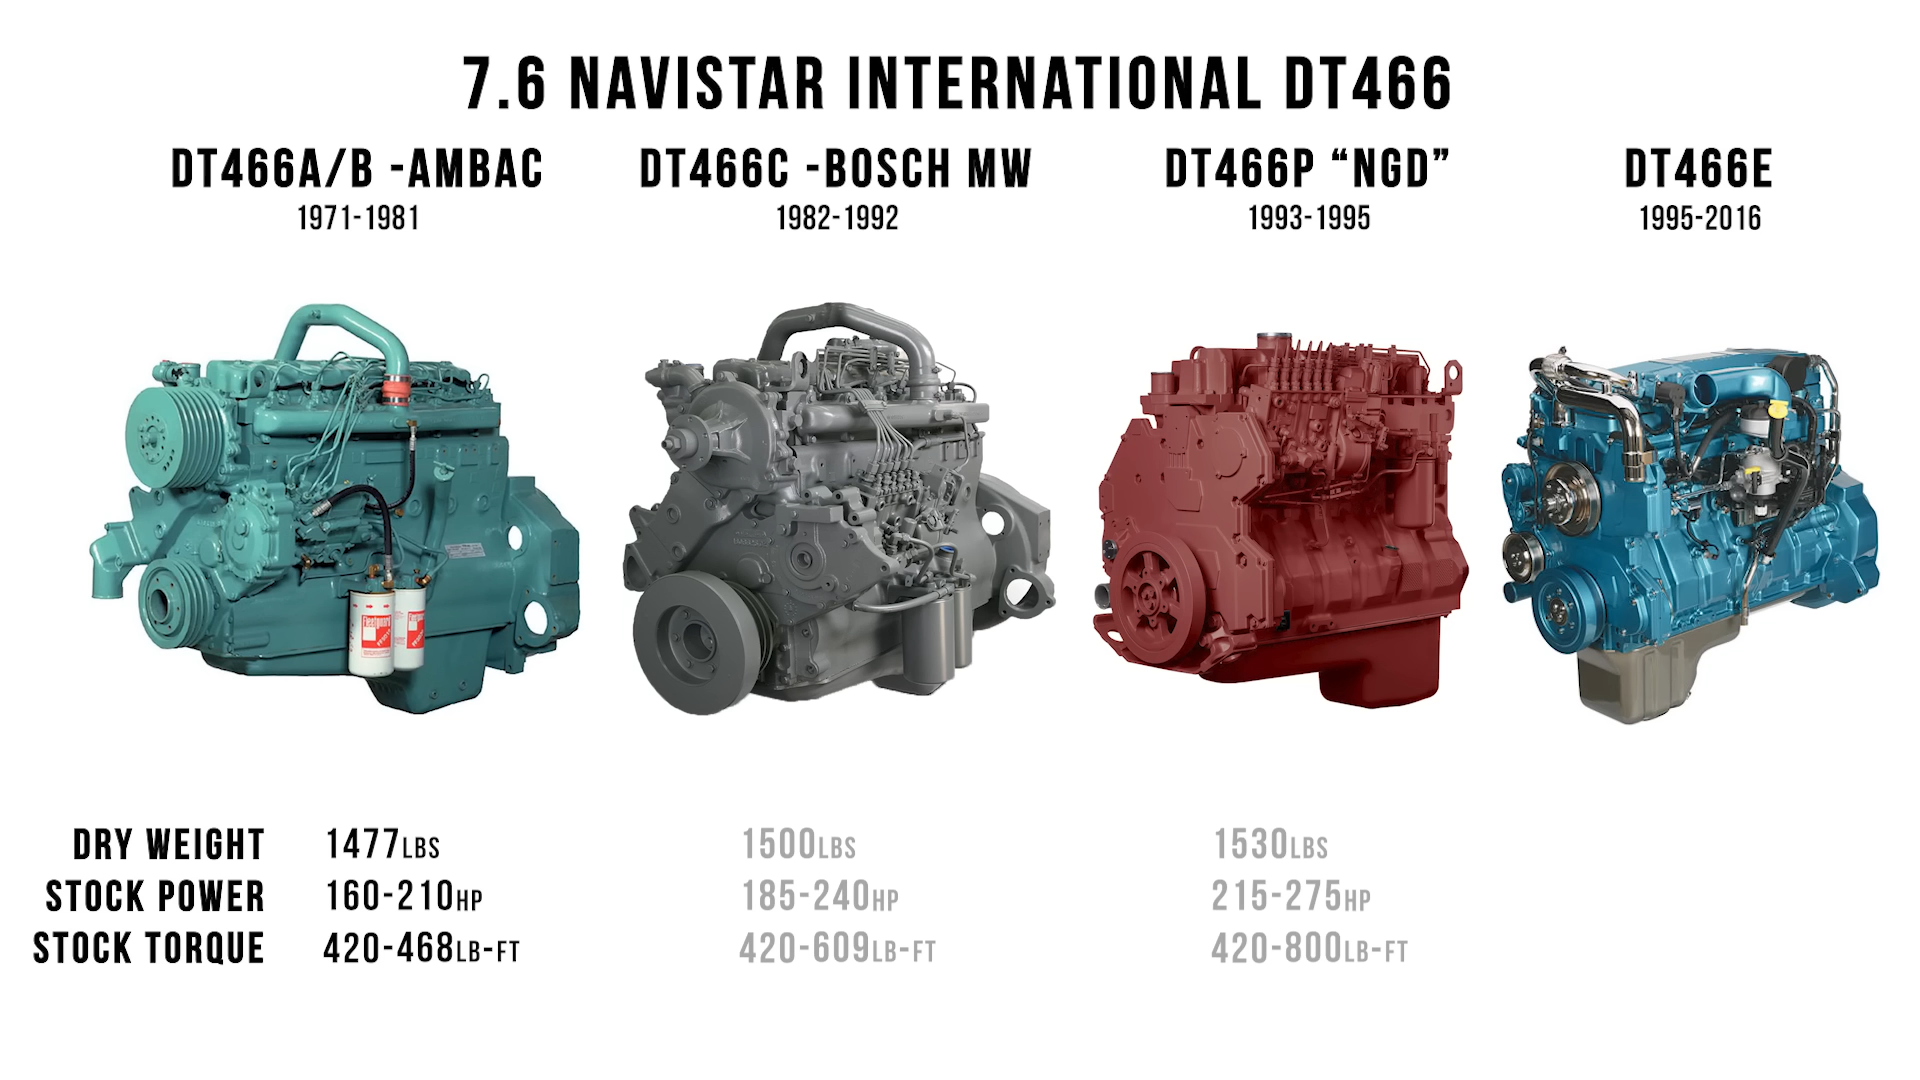 7.6 NAVISTAR INTERNATIONAL DT466
DT466A/B -AMBAC
1971-1981
DT466C -BOSCH MW
1982-1992
DT466P “NGD”
1993-1995
DT466E
1995-2016
Fleetguard
DRY WEIGHT 1477LBS 1500LBS 1530LBS
STOCK POWER 160-210HP 185-240HP 215-275HP
STOCK TORQUE 420-468LB-FT 420-609LB-FT 420-800LB-FT